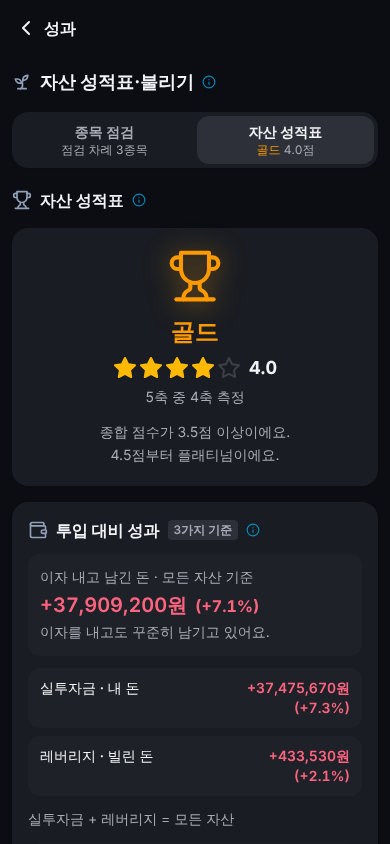 성과
자산 성적표·불리기
종목 점검
점검 차례 3종목
자산 성적표
골드 4.0점
자산 성적표
골드
4.0
5축 중 4축 측정
종합 점수가 3.5점 이상이에요.
4.5점부터 플래티넘이에요.
투입 대비 성과 3가지 기준
이자 내고 남긴 돈 · 모든 자산 기준
+37,909,200원 (+7.1%)
이자를 내고도 꾸준히 남기고 있어요.
실투자금 · 내 돈
+37,475,670원
(+7.3%)
레버리지 · 빌린 돈
+433,530원
(+2.1%)
실투자금 + 레버리지 = 모든 자산